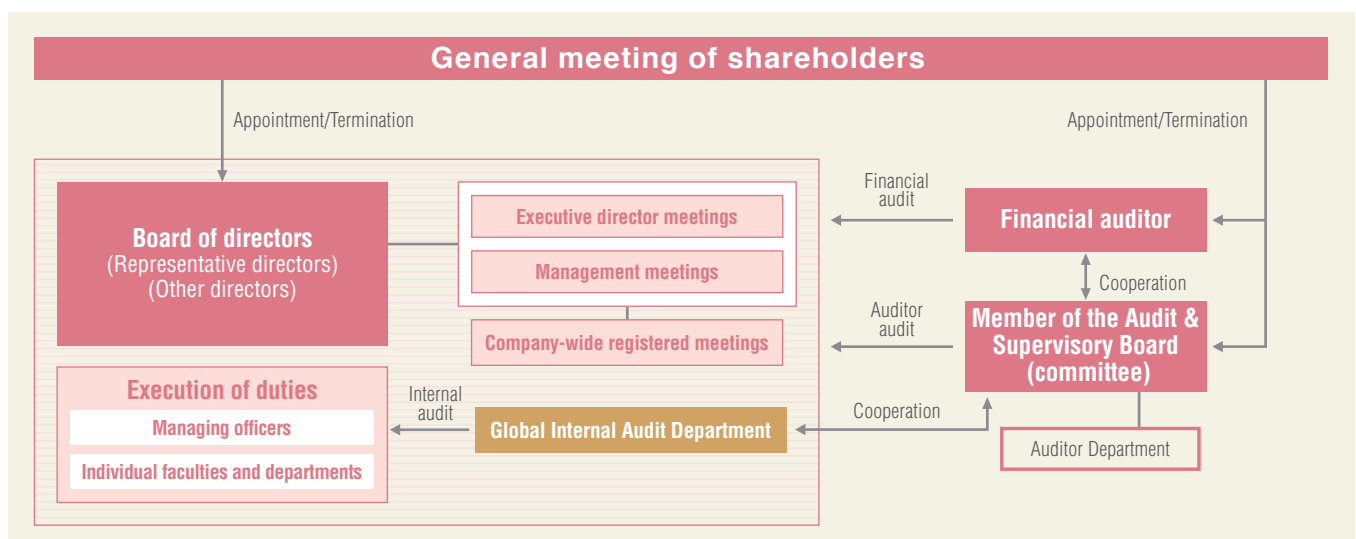 General meeting of shareholders
Appointment/Termination
Appointment/Termination
Board of directors
(Representative directors)
(Other directors)
Executive director meetings
Management meetings
Company-wide registered meetings
Financial
audit
Financial auditor
Cooperation
Auditor
audit
Member of the Audit &
Supervisory Board
(committee)
Execution of duties
Managing officers
Individual faculties and departments
Internal
audit
Global Internal Audit Department
Cooperation
Auditor Department